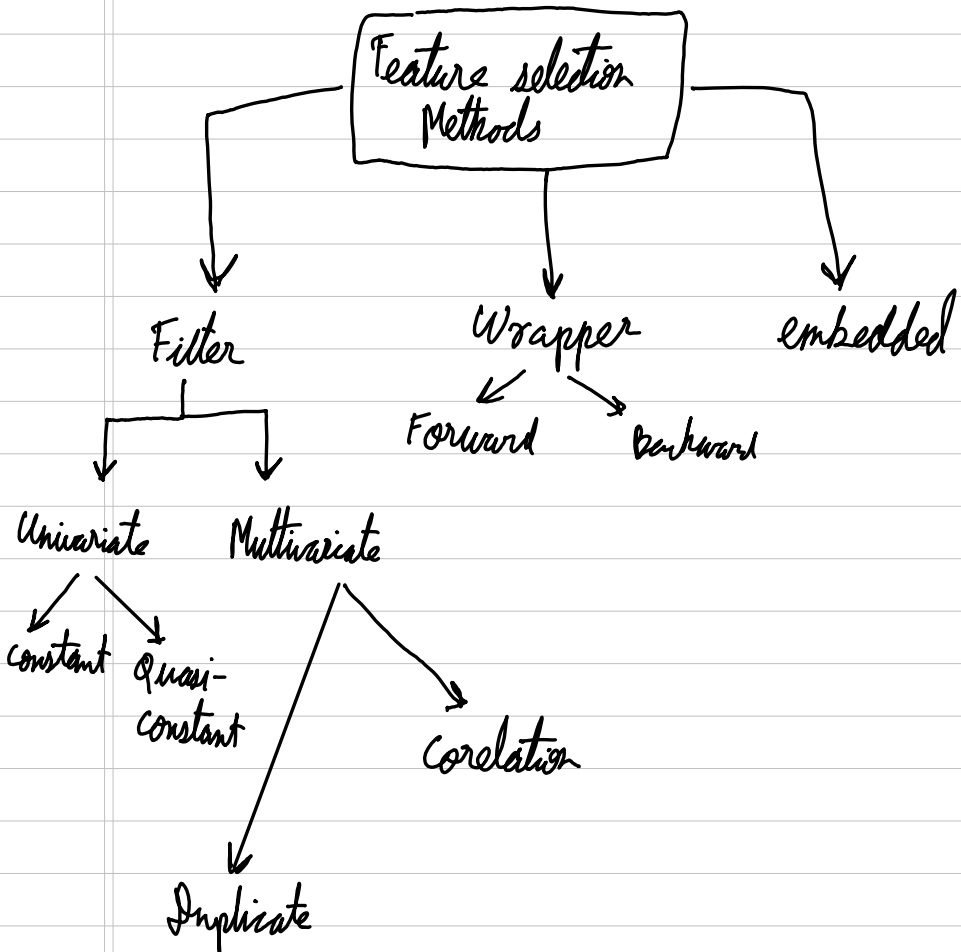 Feature selection
Methods
Filter
Wrapper
embedded
Forward
Backward
Univariate
Multivariate
constant
Quasi-
constant
Corelation
Duplicate